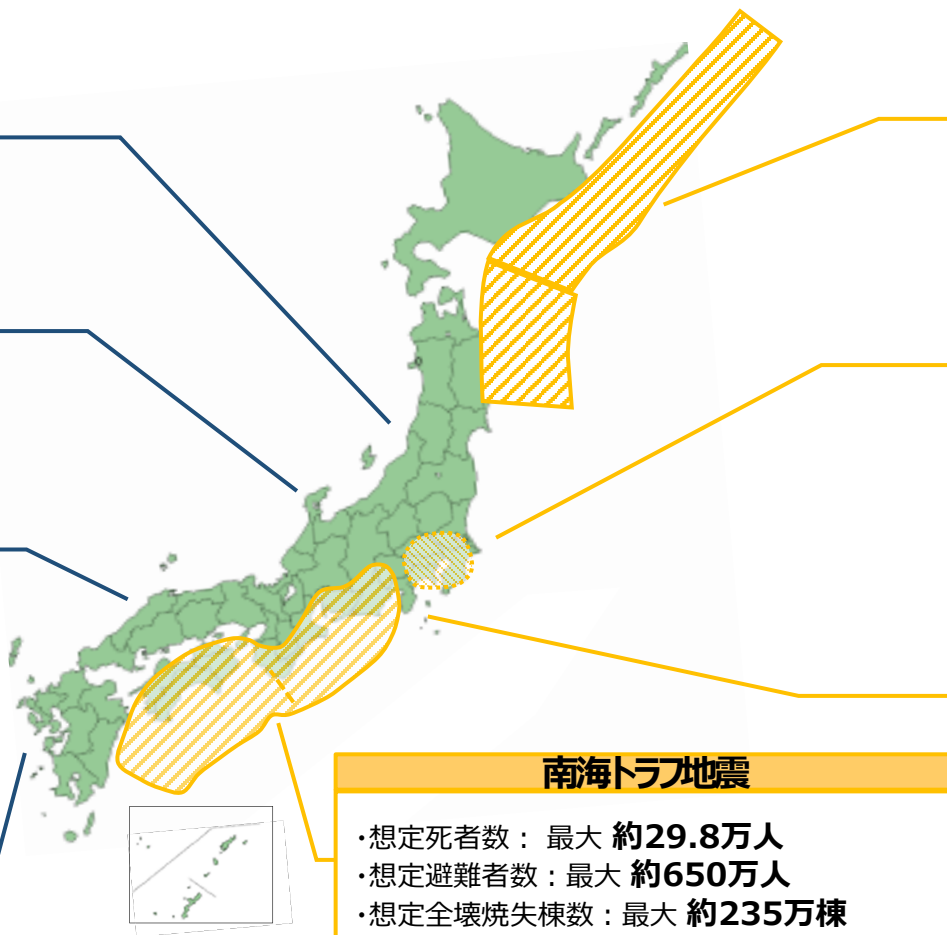 南海トラフ地震
・想定死者数： 最大 約29.8万人
・想定避難者数：最大 約650万人
・想定全壊焼失棟数：最大 約235万棟